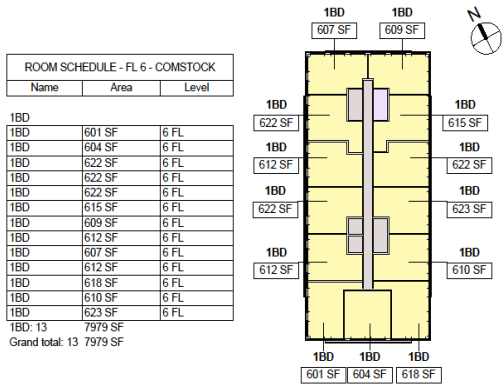 ROOM SCHEDULE - FL 6 - COMSTOCK
Name Area Level
1BD
1BD 601 SF 6 FL
1BD 604 SF 6 FL
1BD 622 SF 6 FL
1BD 622 SF 6 FL
1BD 622 SF 6 FL
1BD 615 SF 6 FL
1BD 609 SF 6 FL
1BD 612 SF 6 FL
1BD 607 SF 6 FL
1BD 612 SF 6 FL
1BD 618 SF 6 FL
1BD 610 SF 6 FL
1BD 623 SF 6 FL
1BD: 13 7979 SF
Grand total: 13 7979 SF
N
1BD 1BD
607 SF 609 SF
1BD 1BD
622 SF 615 SF
1BD 1BD
612 SF 622 SF
1BD 1BD
622 SF 623 SF
1BD 1BD
612 SF 610 SF
1BD 1BD 1BD
601 SF 604 SF 618 SF